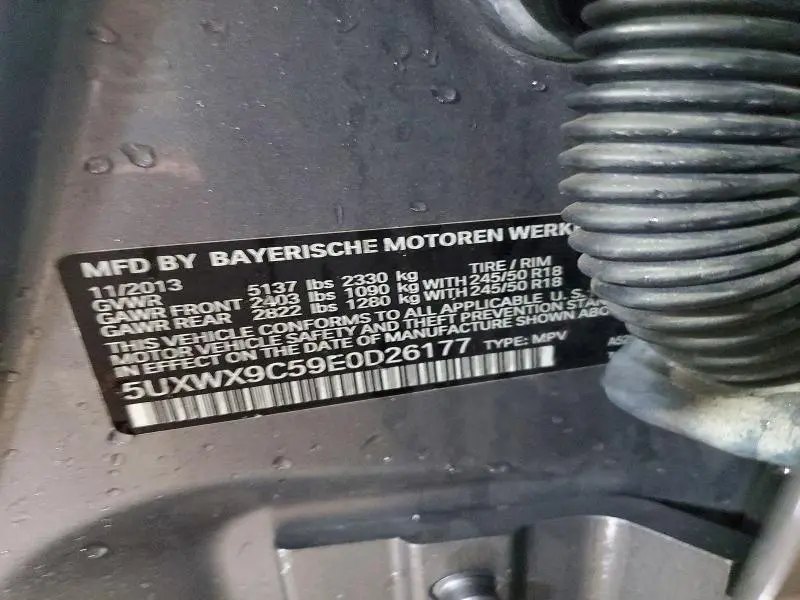 MFD BY BAYERISCHE MOTOREN
11/2013 TIRE / RIM
GVWR 5137 lbs 2330 kg
GAWR FRONT 2403 lbs 1090 kg WITH 245/50 R18
GAWR REAR 2822 lbs 1280 kg WITH 245/50 R18
THIS VEHICLE CONFORMS TO ALL APPLICABLE U.S.
MOTOR VEHICLE SAFETY AND THEFT PREVENTION
IN EFFECT ON THE DATE OF MANUFACTURE SHOWN
5UXWX9C59E0D26177 TYPE: MPV